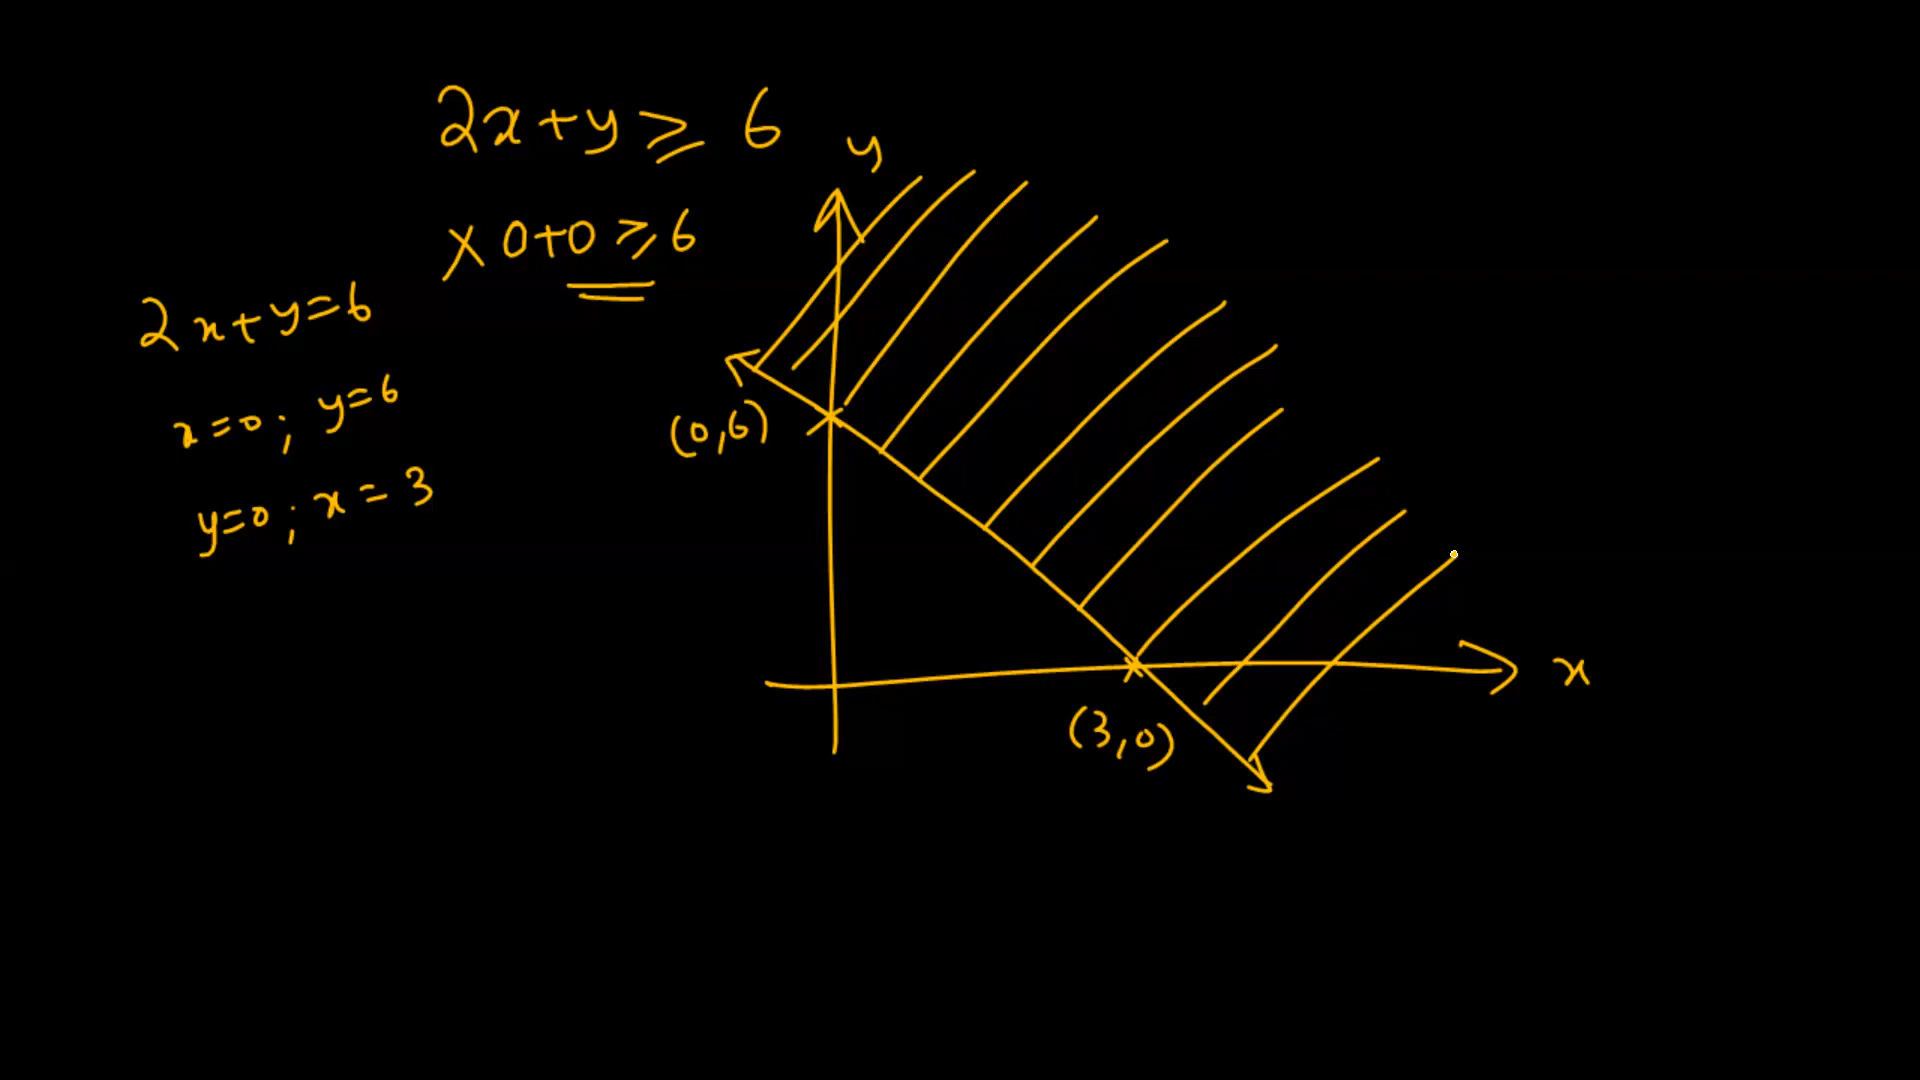 2x+y ≥ 6
X 0+0 ≥ 6
2x+y=6
x=0; y=6
y=0; x=3
y
(0,6)
(3,0)
x